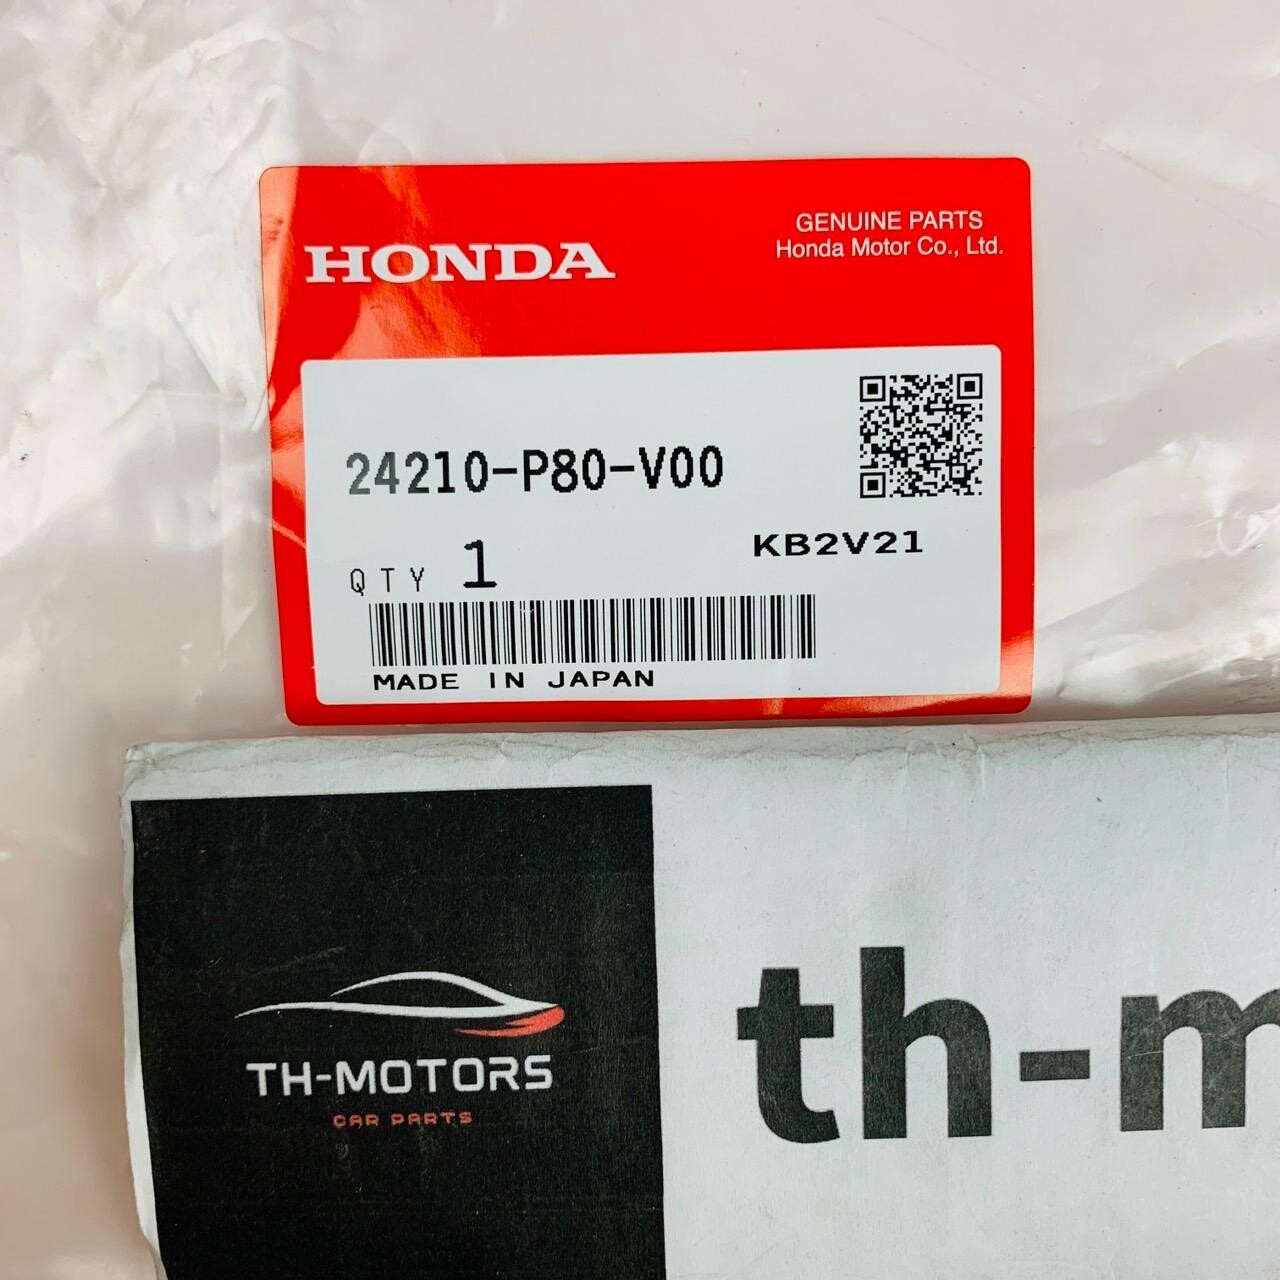 HONDA
GENUINE PARTS
Honda Motor Co., Ltd.
24210-P80-V00
KB2V21
QTY 1
MADE IN JAPAN
TH-MOTORS
CAR PARTS
th-m